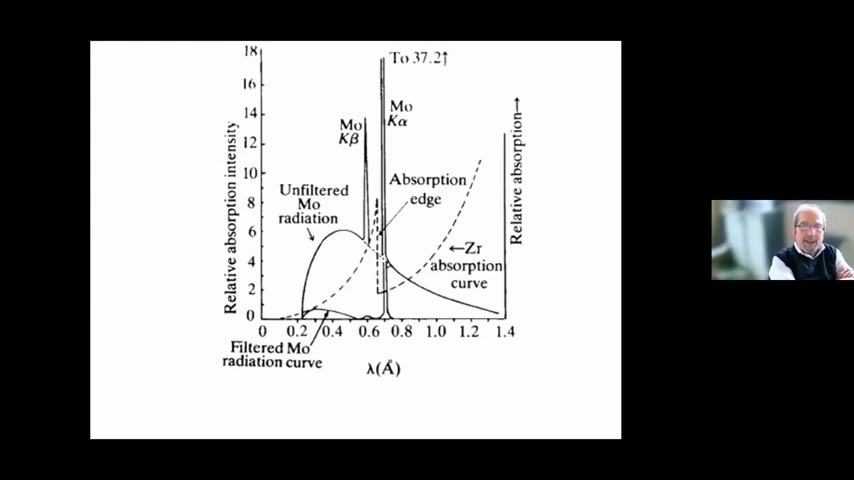 18
16
14
12
10
8
6
4
2
0
Relative absorption intensity
To 37.2↑
Mo
Kα
Mo
Kβ
Unfiltered
Mo
radiation
Absorption
edge
←Zr
absorption
curve
Relative absorption→
0 0.2 0.4 0.6 0.8 1.0 1.2 1.4
Filtered Mo
radiation curve
λ(Å)